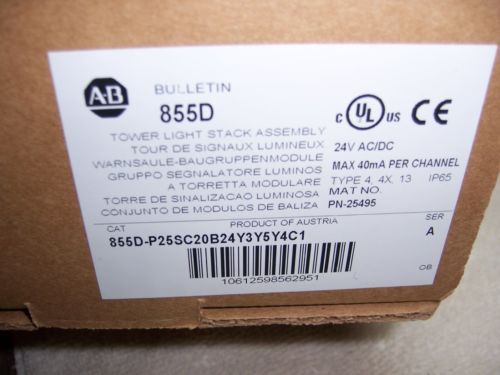 A-B
BULLETIN
855D
TOWER LIGHT STACK ASSEMBLY
TOUR DE SIGNAUX LUMINEUX
WARNSAULE-BAUGRUPPENMODULE
GRUPPO SEGNALATORE LUMINOS
A TORRETTA MODULARE
TORRE DE SINALIZACAO LUMINOSA
CONJUNTO DE MODULOS DE BALIZA
C UL US CE
24V AC/DC
MAX 40mA PER CHANNEL
TYPE 4, 4X, 13 IP65
MAT NO.
PN-25495
CAT PRODUCT OF AUSTRIA SER
855D-P25SC20B24Y3Y5Y4C1 A
10612598562951
OB